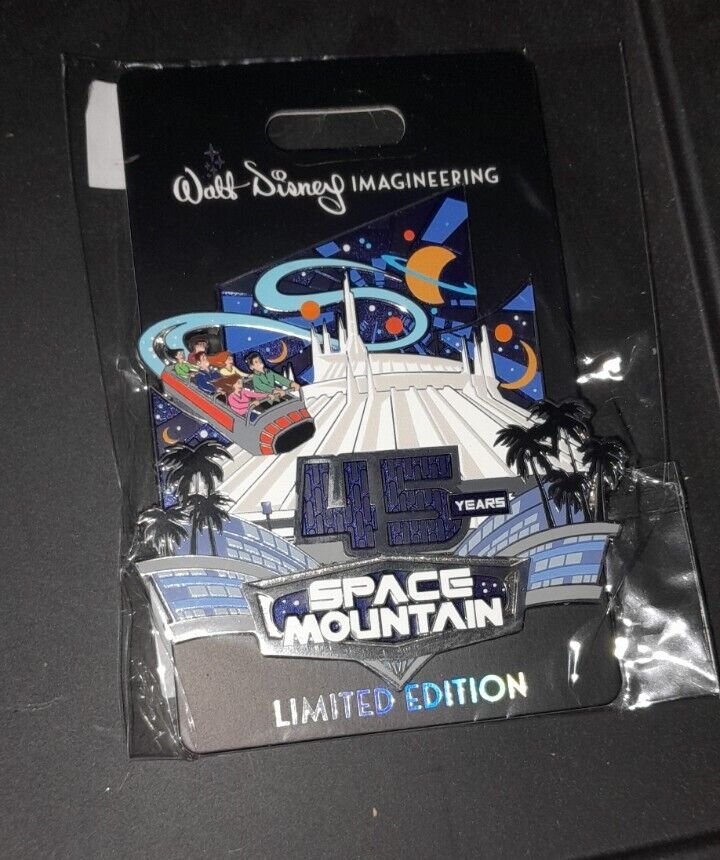 Walt Disney IMAGINEERING
45 YEARS
SPACE
MOUNTAIN
LIMITED EDITION